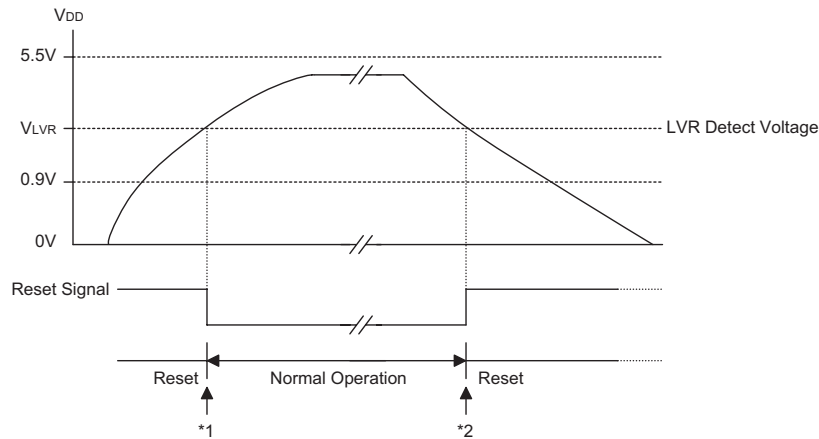 VDD
5.5V
VLVR
LVR Detect Voltage
0.9V
0V
Reset Signal
Reset
Normal Operation
Reset
*1
*2